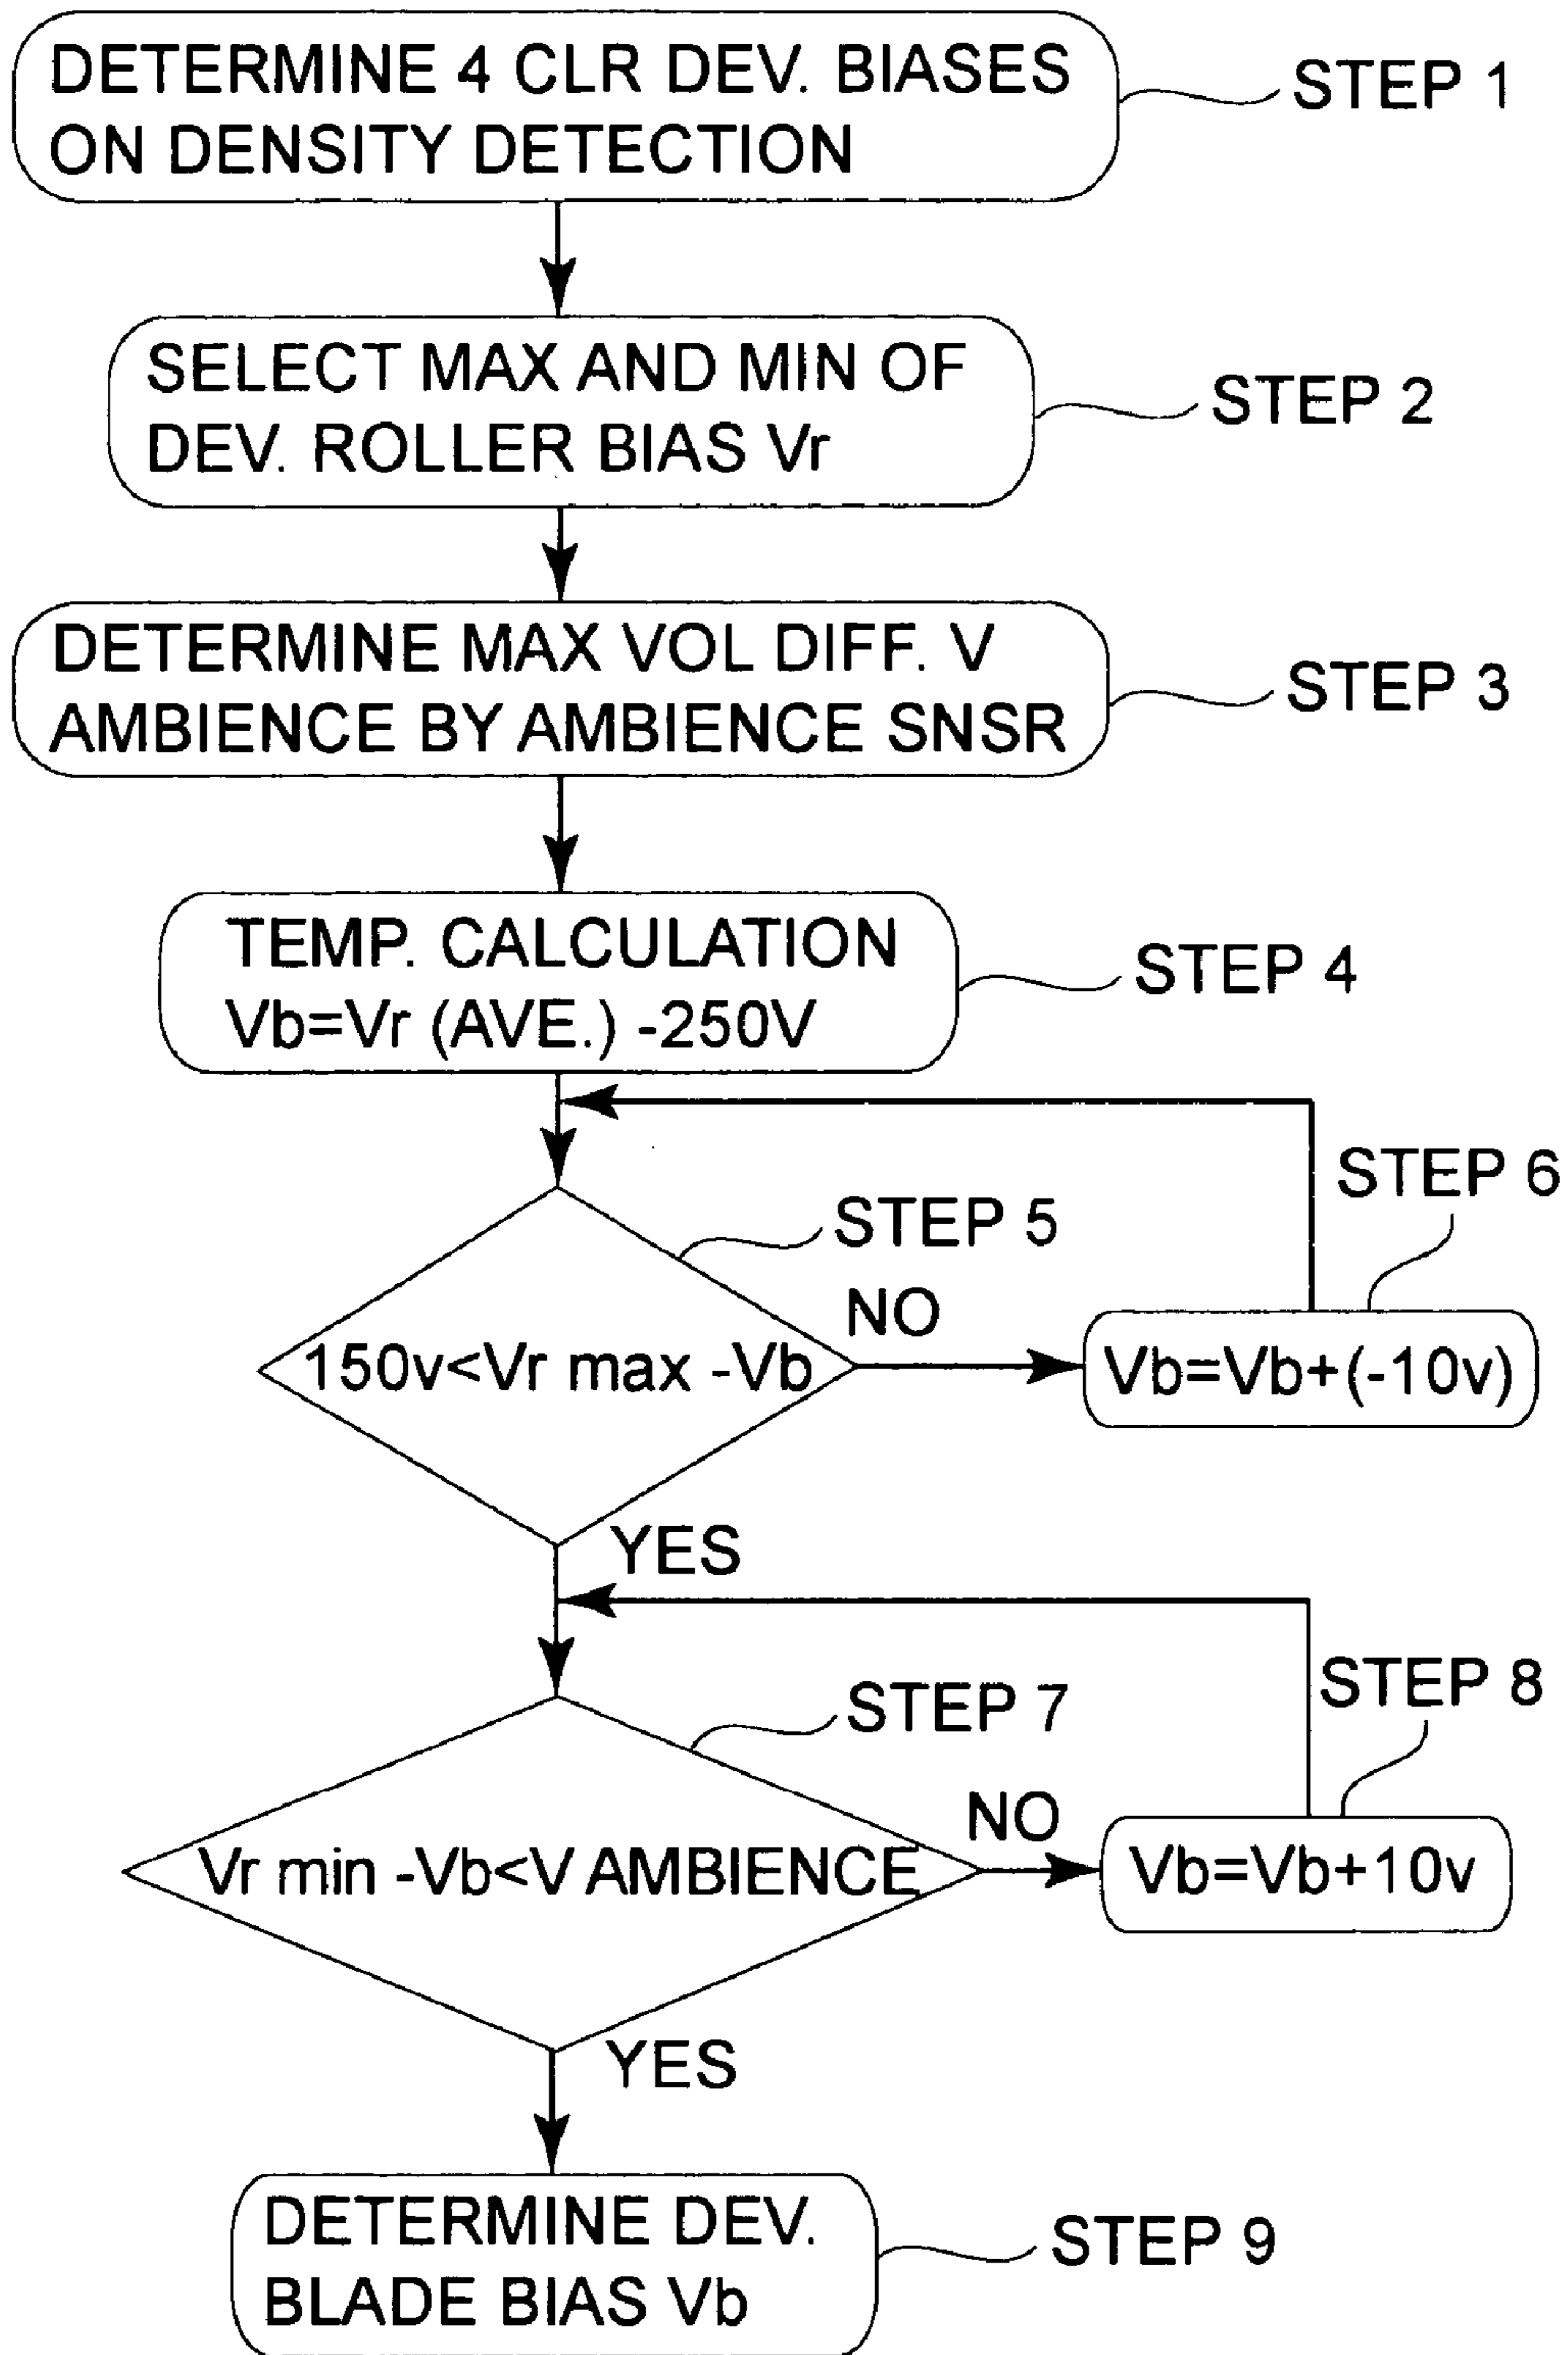 DETERMINE 4 CLR DEV. BIASES
ON DENSITY DETECTION
STEP 1
SELECT MAX AND MIN OF
DEV. ROLLER BIAS Vr
STEP 2
DETERMINE MAX VOL DIFF. V
AMBIENCE BY AMBIENCE SNSR
STEP 3
TEMP. CALCULATION
Vb=Vr (AVE.) -250V
STEP 4
STEP 5
150v<Vr max -Vb
NO
STEP 6
Vb=Vb+(-10v)
YES
STEP 7
Vr min -Vb<V AMBIENCE
NO
STEP 8
Vb=Vb+10v
YES
DETERMINE DEV.
BLADE BIAS Vb
STEP 9